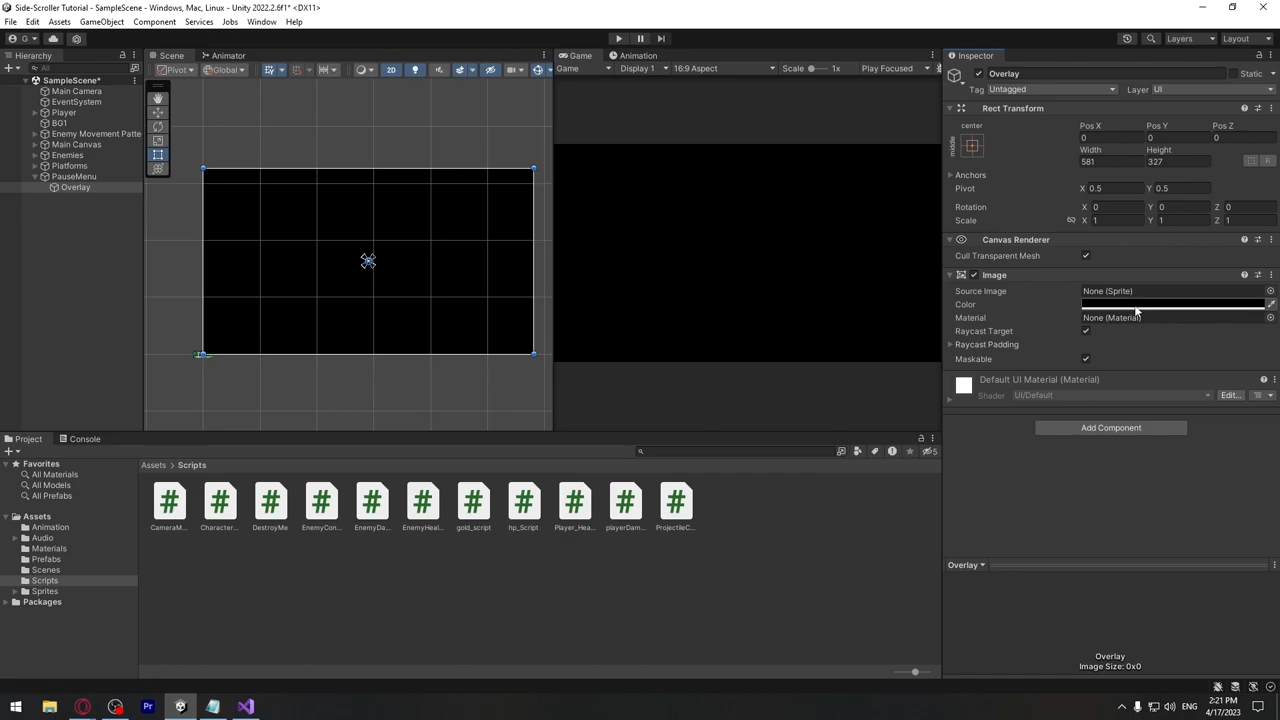 Side-Scroller Tutorial - SampleScene - Windows, Mac, Linux - Unity 2022.2.6f1* <DX11>
File Edit Assets GameObject Component Services Jobs Window Help
G Layers Layout
Hierarchy Scene Animator Game Animation Inspector
All Pivot Global 2D Game Display 1 16:9 Aspect Scale 1x Play Focused
Overlay Static
Tag Untagged Layer UI
SampleScene*
Main Camera
EventSystem
Player
BG1
Enemy Movement Patte
Main Canvas
Enemies
Platforms
PauseMenu
Overlay
Rect Transform
center
middle
Pos X Pos Y Pos Z
0 0 0
Width Height
581 327
R
Anchors
Pivot X 0.5 Y 0.5
Rotation X 0 Y 0 Z 0
Scale X 1 Y 1 Z 1
Canvas Renderer
Cull Transparent Mesh
Image
Source Image None (Sprite)
Color
Material None (Material)
Raycast Target
Raycast Padding
Maskable
Default UI Material (Material)
Shader UI/Default Edit...
Add Component
Project Console
5
Favorites
All Materials
All Models
All Prefabs
Assets
Animation
Audio
Materials
Prefabs
Scenes
Scripts
Sprites
Packages
Assets > Scripts
# # # # # # # # # # #
CameraM... Character... DestroyMe EnemyCon... EnemyDa... EnemyHeal... gold_script hp_Script Player_Hea... playerDam... ProjectileC...
Overlay
Overlay
Image Size: 0x0
Pr ENG 2:21 PM
4/17/2023